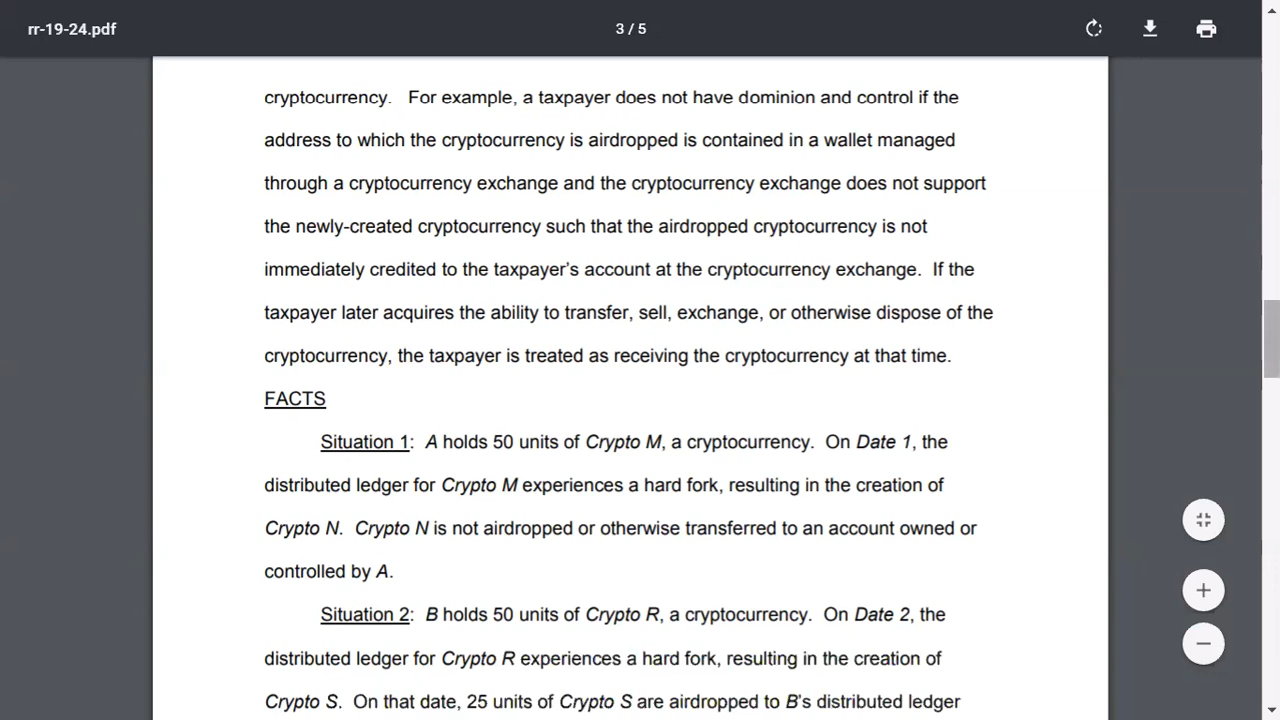 rr-19-24.pdf
3 / 5
cryptocurrency. For example, a taxpayer does not have dominion and control if the
address to which the cryptocurrency is airdropped is contained in a wallet managed
through a cryptocurrency exchange and the cryptocurrency exchange does not support
the newly-created cryptocurrency such that the airdropped cryptocurrency is not
immediately credited to the taxpayer’s account at the cryptocurrency exchange. If the
taxpayer later acquires the ability to transfer, sell, exchange, or otherwise dispose of the
cryptocurrency, the taxpayer is treated as receiving the cryptocurrency at that time.
FACTS
Situation 1: A holds 50 units of Crypto M, a cryptocurrency. On Date 1, the
distributed ledger for Crypto M experiences a hard fork, resulting in the creation of
Crypto N. Crypto N is not airdropped or otherwise transferred to an account owned or
controlled by A.
Situation 2: B holds 50 units of Crypto R, a cryptocurrency. On Date 2, the
distributed ledger for Crypto R experiences a hard fork, resulting in the creation of
Crypto S. On that date, 25 units of Crypto S are airdropped to B's distributed ledger